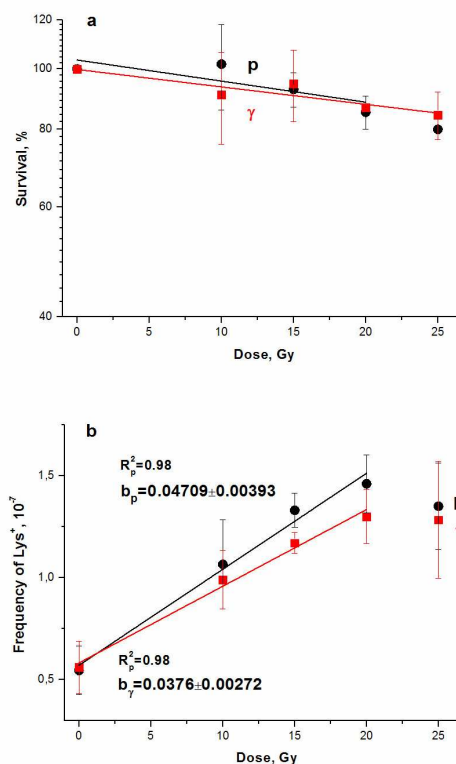 a
120
100
80
60
40
Survival, %
p
γ
0 5 10 15 20 25
Dose, Gy
b
1,5
1,0
0,5
Frequency of Lys⁺, 10⁻⁷
R²p=0.98
bp=0.04709±0.00393
R²p=0.98
bγ=0.0376±0.00272
0 5 10 15 20 25
Dose, Gy